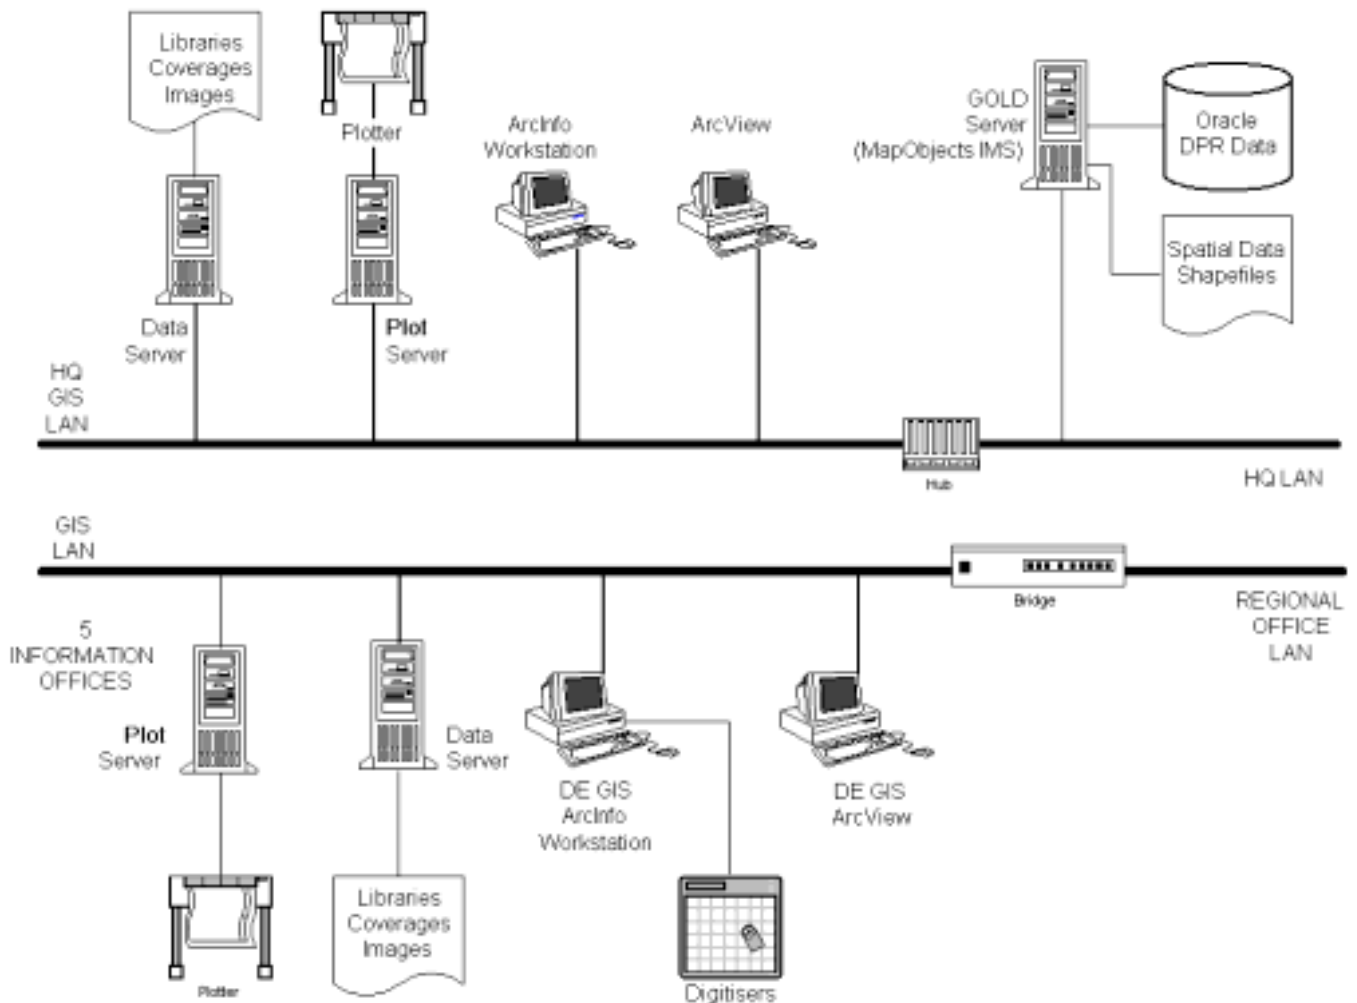 Libraries
Coverages
Images
Plotter
ArcInfo
Workstation
ArcView
GOLD
Server
(MapObjects IMS)
Oracle
DPR Data
Spatial Data
Shapefiles
Data
Server
Plot
Server
HQ
GIS
LAN
Hub
HQ LAN
GIS
LAN
Bridge
REGIONAL
OFFICE
LAN
5
INFORMATION
OFFICES
Plot
Server
Data
Server
DE GIS
ArcInfo
Workstation
DE GIS
ArcView
Plotter
Libraries
Coverages
Images
Digitisers